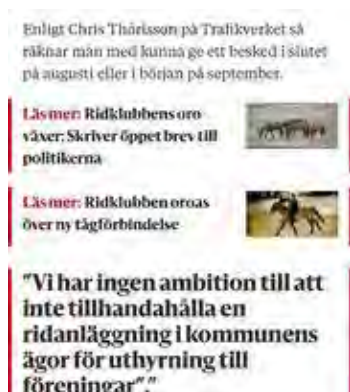 Enligt Chris Thórisson på Trafikverket så
räknar man med kunna ge ett besked i slutet
på augusti eller i början på september.
Läs mer: Ridklubbens oro
växer: Skriver öppet brev till
politikerna
Läs mer: Ridklubben oroas
över ny tågförbindelse
"Vi har ingen ambition till att
inte tillhandahålla en
ridanläggning i kommunens
ägor för uthyrning till
föreningar"."